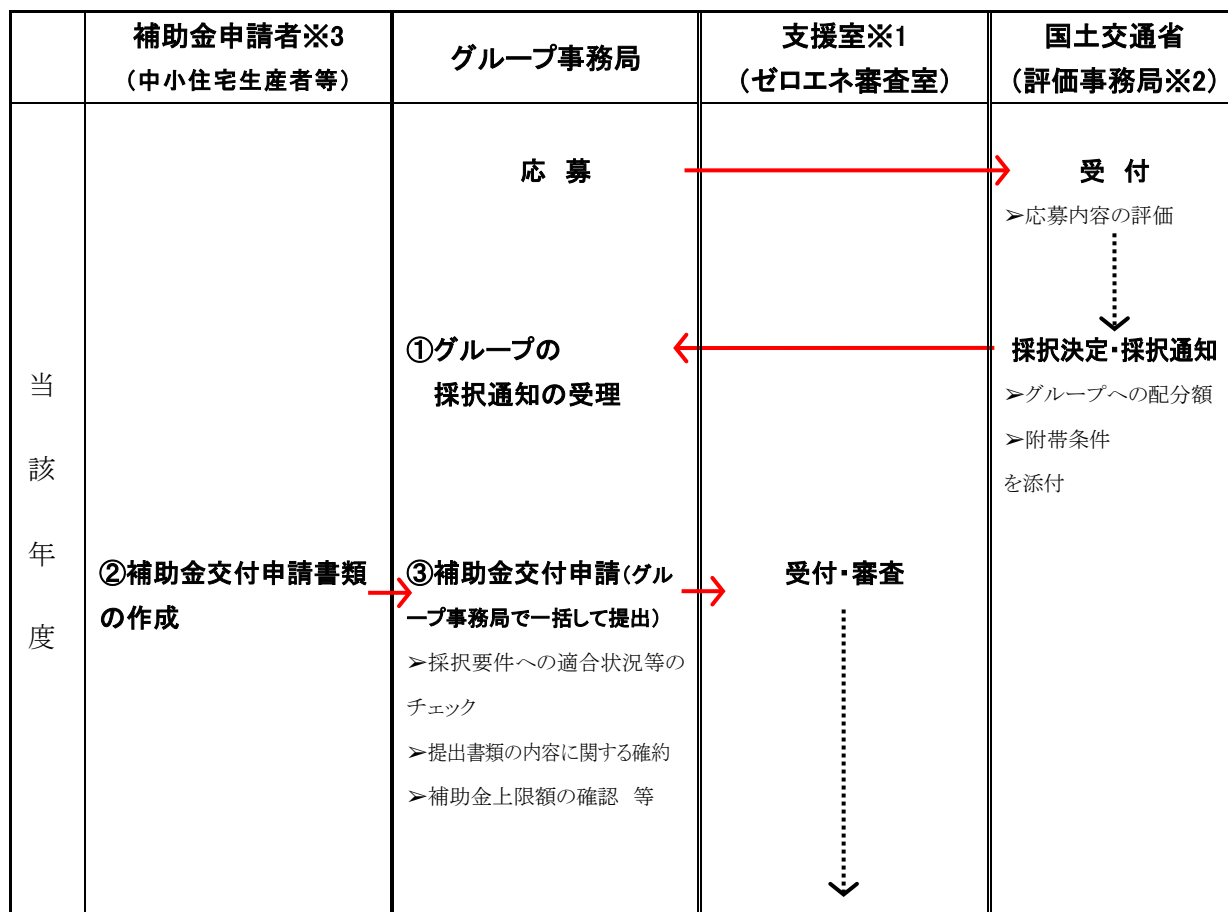 補助金申請者※3
（中小住宅生産者等）
グループ事務局
支援室※1
（ゼロエネ審査室）
国土交通省
（評価事務局※2）
当
該
年
度
応 募
受 付
➢応募内容の評価
①グループの
採択通知の受理
採択決定・採択通知
➢グループへの配分額
➢附帯条件
を添付
②補助金交付申請書類
の作成
③補助金交付申請（グル
ープ事務局で一括して提出）
➢採択要件への適合状況等の
チェック
➢提出書類の内容に関する確約
➢補助金上限額の確認 等
受付・審査